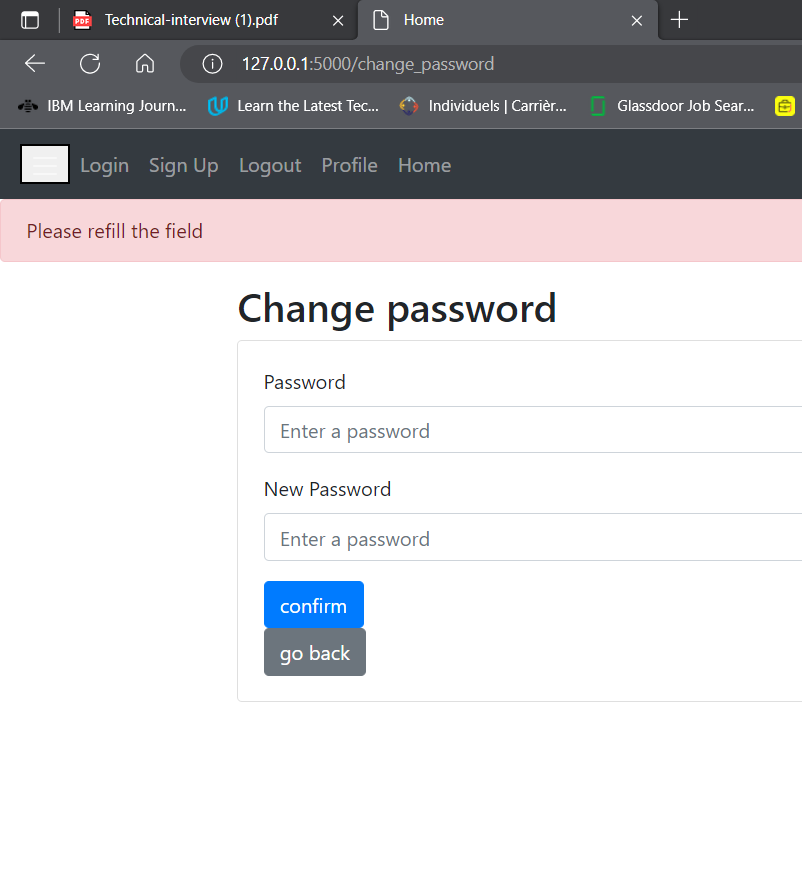 Technical-interview (1).pdf
Home
127.0.0.1:5000/change_password
IBM Learning Journ... Learn the Latest Tec... Individuels | Carrièr... Glassdoor Job Sear...
Login Sign Up Logout Profile Home
Please refill the field
Change password
Password
Enter a password
New Password
Enter a password
confirm
go back